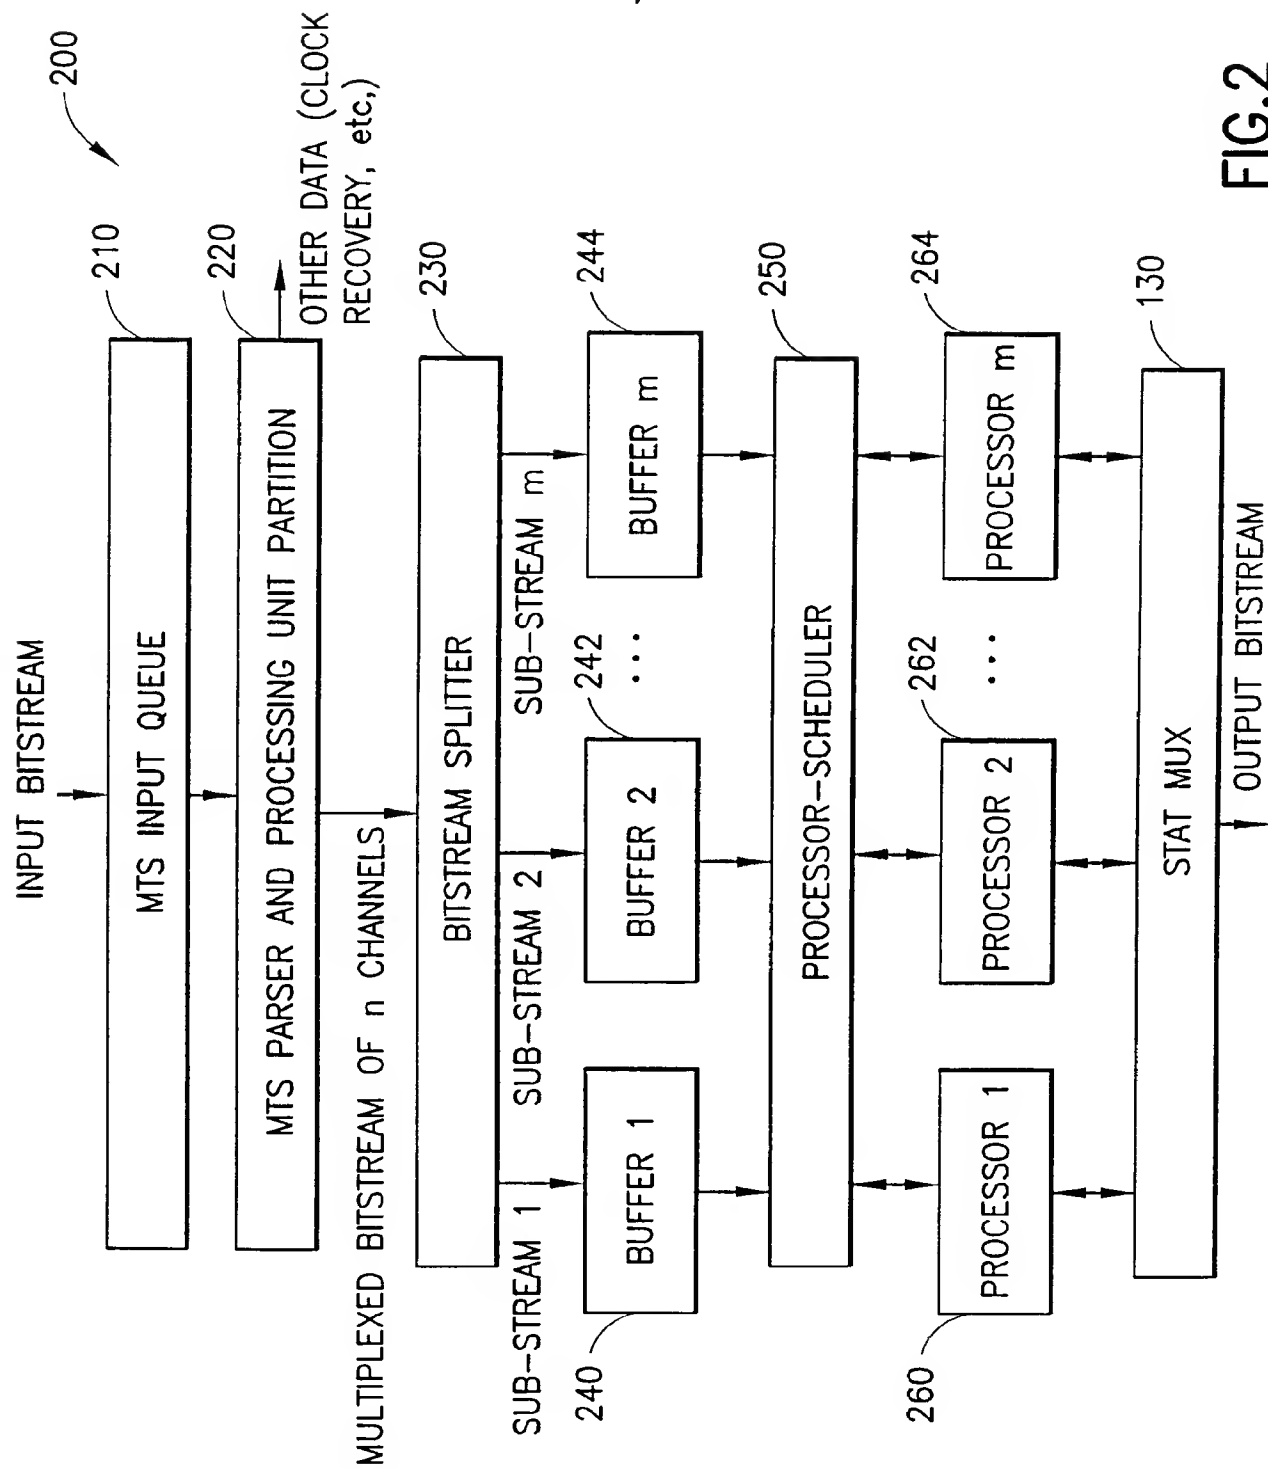 200
INPUT BITSTREAM
MTS INPUT QUEUE
210
MTS PARSER AND PROCESSING UNIT PARTITION
220
OTHER DATA (CLOCK
RECOVERY, etc,)
MULTIPLEXED BITSTREAM OF n CHANNELS
BITSTREAM SPLITTER
230
SUB-STREAM 1
SUB-STREAM 2
SUB-STREAM m
240
BUFFER 1
BUFFER 2
242
...
BUFFER m
244
PROCESSOR-SCHEDULER
250
260
PROCESSOR 1
PROCESSOR 2
262
...
PROCESSOR m
264
STAT MUX
130
OUTPUT BITSTREAM
FIG.2